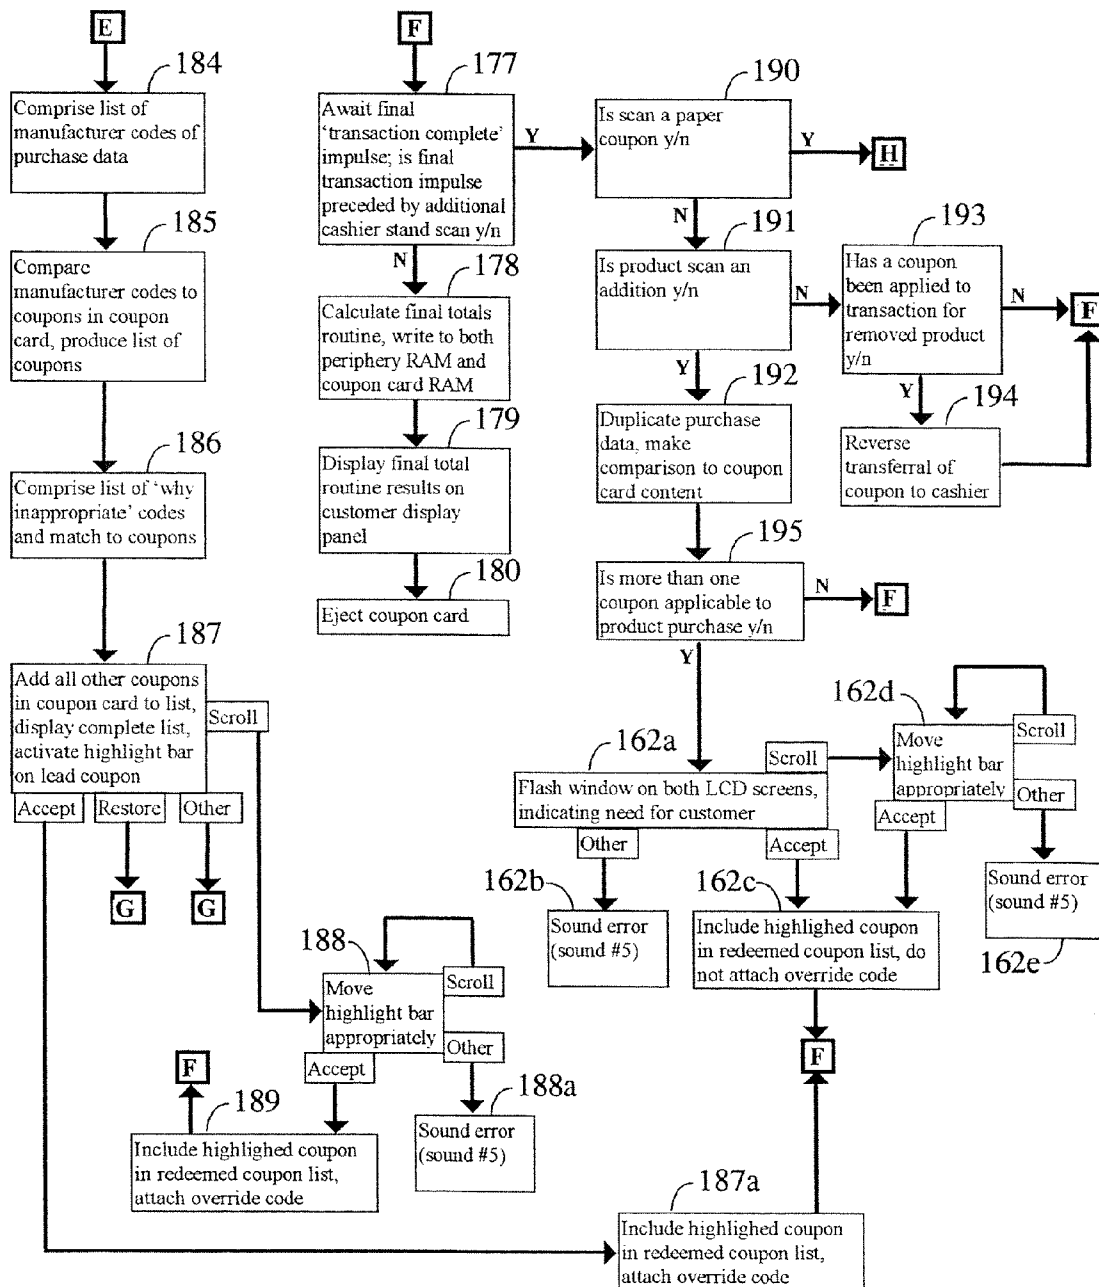 E
184
Comprise list of
manufacturer codes of
purchase data
185
Compare
manufacturer codes to
coupons in coupon
card, produce list of
coupons
186
Comprise list of 'why
inappropriate' codes
and match to coupons
187
Add all other coupons
in coupon card to list,
display complete list,
activate highlight bar
on lead coupon
Scroll
Accept
Restore
Other
G
G
188
Move
highlight bar
appropriately
Scroll
Other
Accept
188a
Sound error
(sound #5)
F
189
Include highlighed coupon
in redeemed coupon list,
attach override code
187a
Include highlighed coupon
in redeemed coupon list,
attach override code
F
177
Await final
'transaction complete'
impulse; is final
transaction impulse
preceded by additional
cashier stand scan y/n
Y
N
178
Calculate final totals
routine, write to both
periphery RAM and
coupon card RAM
179
Display final total
routine results on
customer display
panel
180
Eject coupon card
190
Is scan a paper
coupon y/n
Y
H
N
191
Is product scan an
addition y/n
N
Y
193
Has a coupon
been applied to
transaction for
removed product
y/n
N
F
Y
194
Reverse
transferral of
coupon to cashier
192
Duplicate purchase
data, make
comparison to coupon
card content
195
Is more than one
coupon applicable to
product purchase y/n
N
F
Y
162a
Flash window on both LCD screens,
indicating need for customer
Scroll
Other
Accept
162b
Sound error
(sound #5)
162c
Include highlighed coupon
in redeemed coupon list, do
not attach override code
F
162d
Move
highlight bar
appropriately
Scroll
Other
Accept
Sound error
(sound #5)
162e